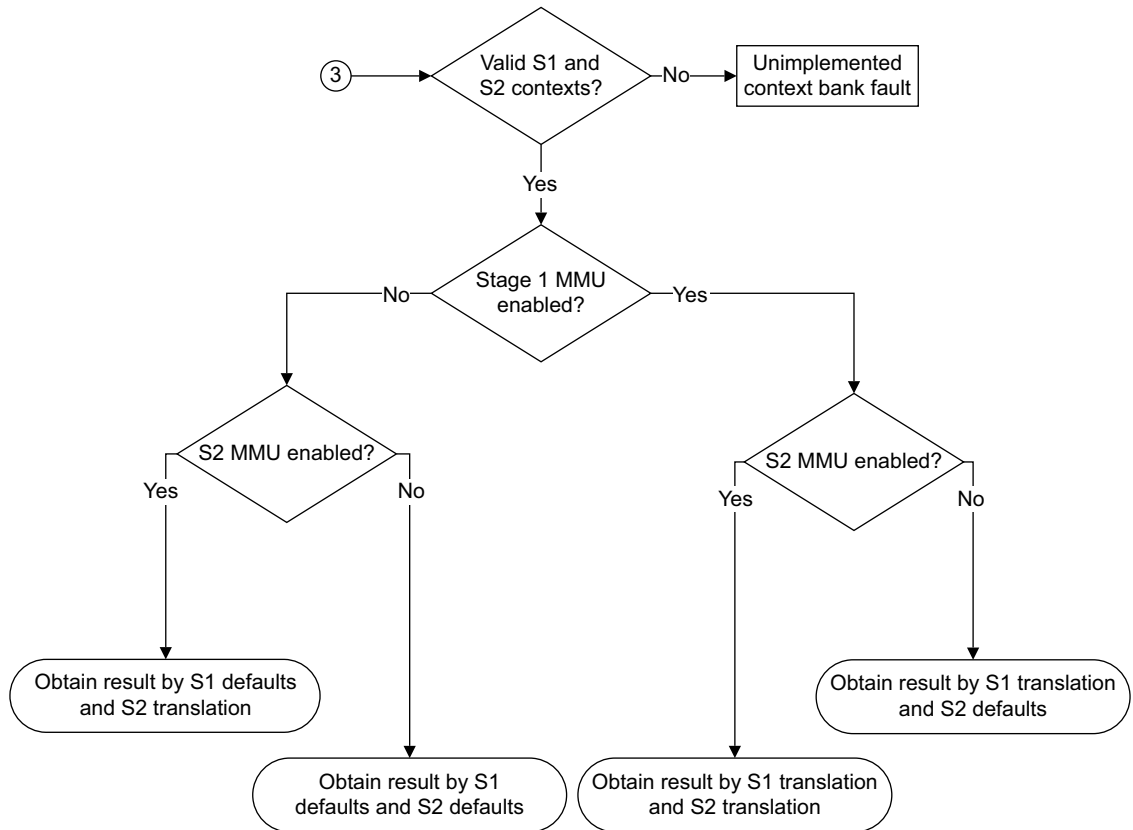 3
Valid S1 and
S2 contexts?
No
Unimplemented
context bank fault
Yes
Stage 1 MMU
enabled?
No
Yes
S2 MMU enabled?
Yes
No
S2 MMU enabled?
Yes
No
Obtain result by S1 defaults
and S2 translation
Obtain result by S1
defaults and S2 defaults
Obtain result by S1 translation
and S2 translation
Obtain result by S1 translation
and S2 defaults